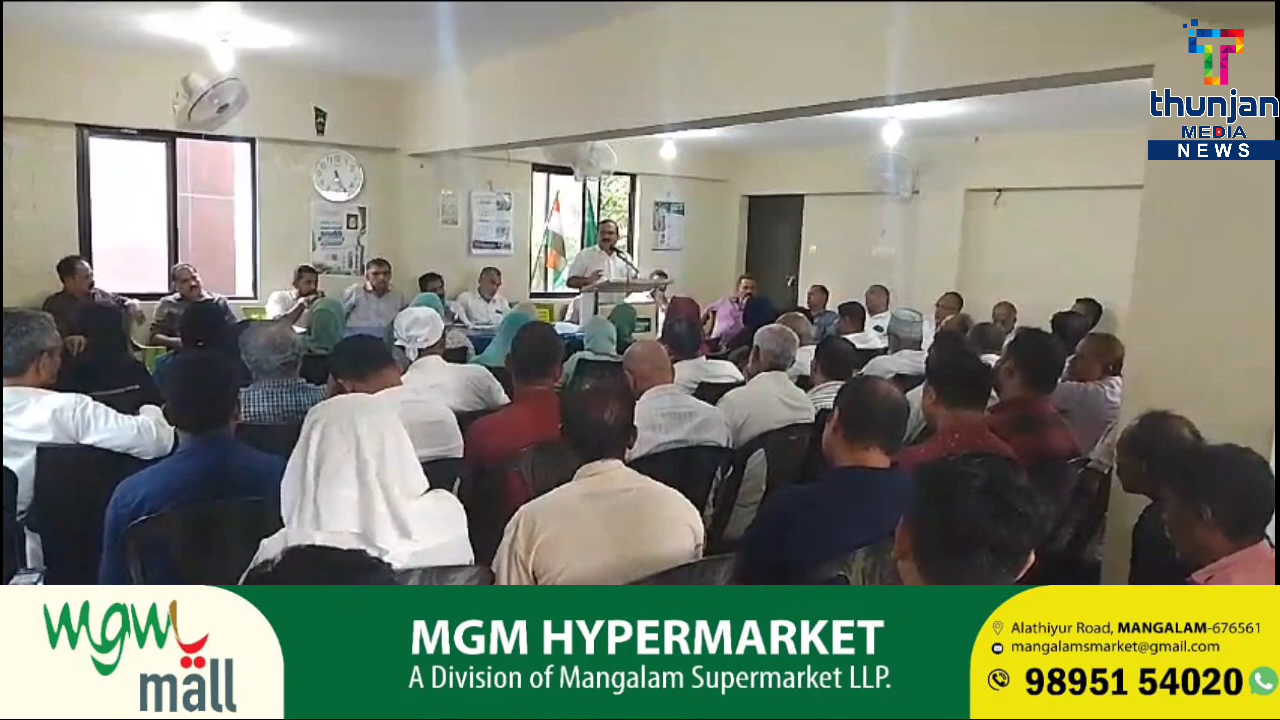 thunjan
MEDIA
NEWS
mgm
mall
MGM HYPERMARKET
A Division of Mangalam Supermarket LLP.
Alathiyur Road, MANGALAM-676561
mangalamsmarket@gmail.com
98951 54020